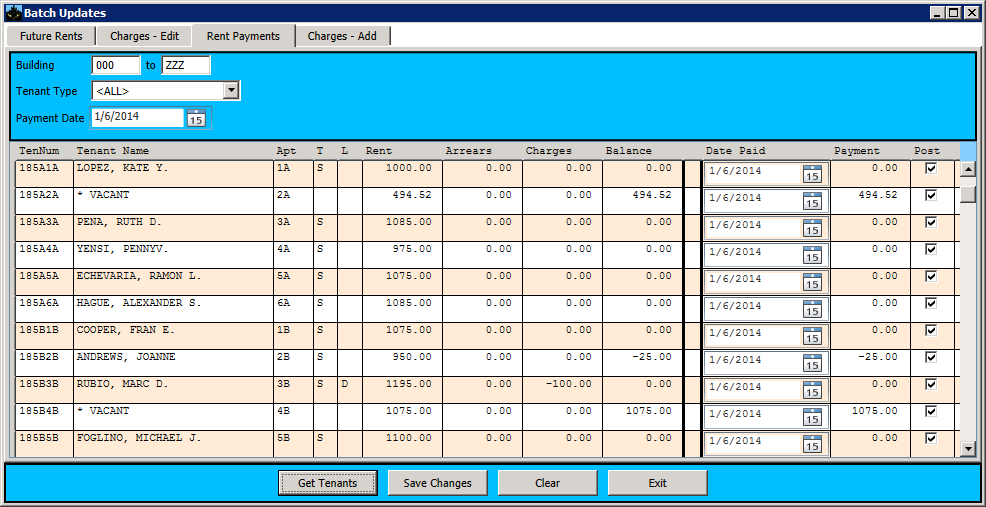 Batch Updates
Future Rents Charges - Edit Rent Payments Charges - Add
Building 000 to ZZZ
Tenant Type <ALL>
Payment Date 1/6/2014 15
TenNum Tenant Name Apt T L Rent Arrears Charges Balance Date Paid Payment Post
185A1A LOPEZ, KATE Y. 1A S 1000.00 0.00 0.00 0.00 1/6/2014 15 0.00
185A2A * VACANT 2A 494.52 0.00 0.00 494.52 1/6/2014 15 494.52
185A3A PENA, RUTH D. 3A S 1085.00 0.00 0.00 0.00 1/6/2014 15 0.00
185A4A YENSI, PENNYV. 4A S 975.00 0.00 0.00 0.00 1/6/2014 15 0.00
185A5A ECHEVARIA, RAMON L. 5A S 1075.00 0.00 0.00 0.00 1/6/2014 15 0.00
185A6A HAGUE, ALEXANDER S. 6A S 1085.00 0.00 0.00 0.00 1/6/2014 15 0.00
185B1B COOPER, FRAN E. 1B S 1075.00 0.00 0.00 0.00 1/6/2014 15 0.00
185B2B ANDREWS, JOANNE 2B S 950.00 0.00 0.00 -25.00 1/6/2014 15 -25.00
185B3B RUBIO, MARC D. 3B S D 1195.00 0.00 -100.00 0.00 1/6/2014 15 0.00
185B4B * VACANT 4B 1075.00 0.00 0.00 1075.00 1/6/2014 15 1075.00
185B5B FOGLINO, MICHAEL J. 5B S 1100.00 0.00 0.00 0.00 1/6/2014 15 0.00
Get Tenants Save Changes Clear Exit